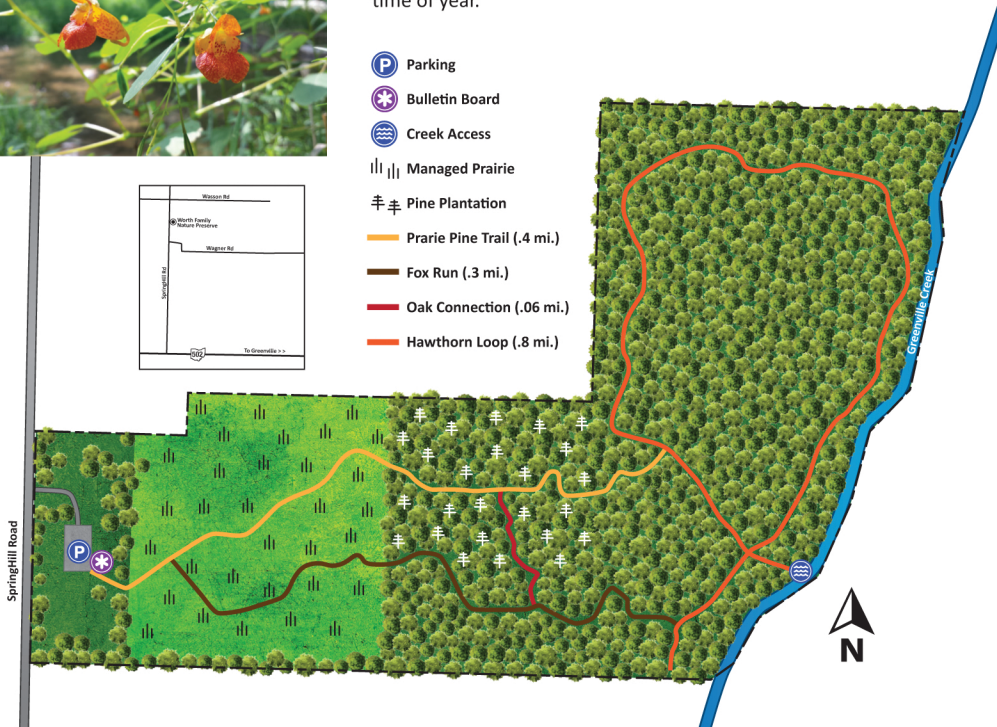 time of year.
P
Parking
Bulletin Board
Creek Access
Managed Prairie
Pine Plantation
Prarie Pine Trail (.4 mi.)
Fox Run (.3 mi.)
Oak Connection (.06 mi.)
Hawthorn Loop (.8 mi.)
Wasson Rd
Worth Family
Nature Preserve
Wagner Rd
SpringHill Rd
502
To Greenville >>
Greenville Creek
SpringHill Road
P
N